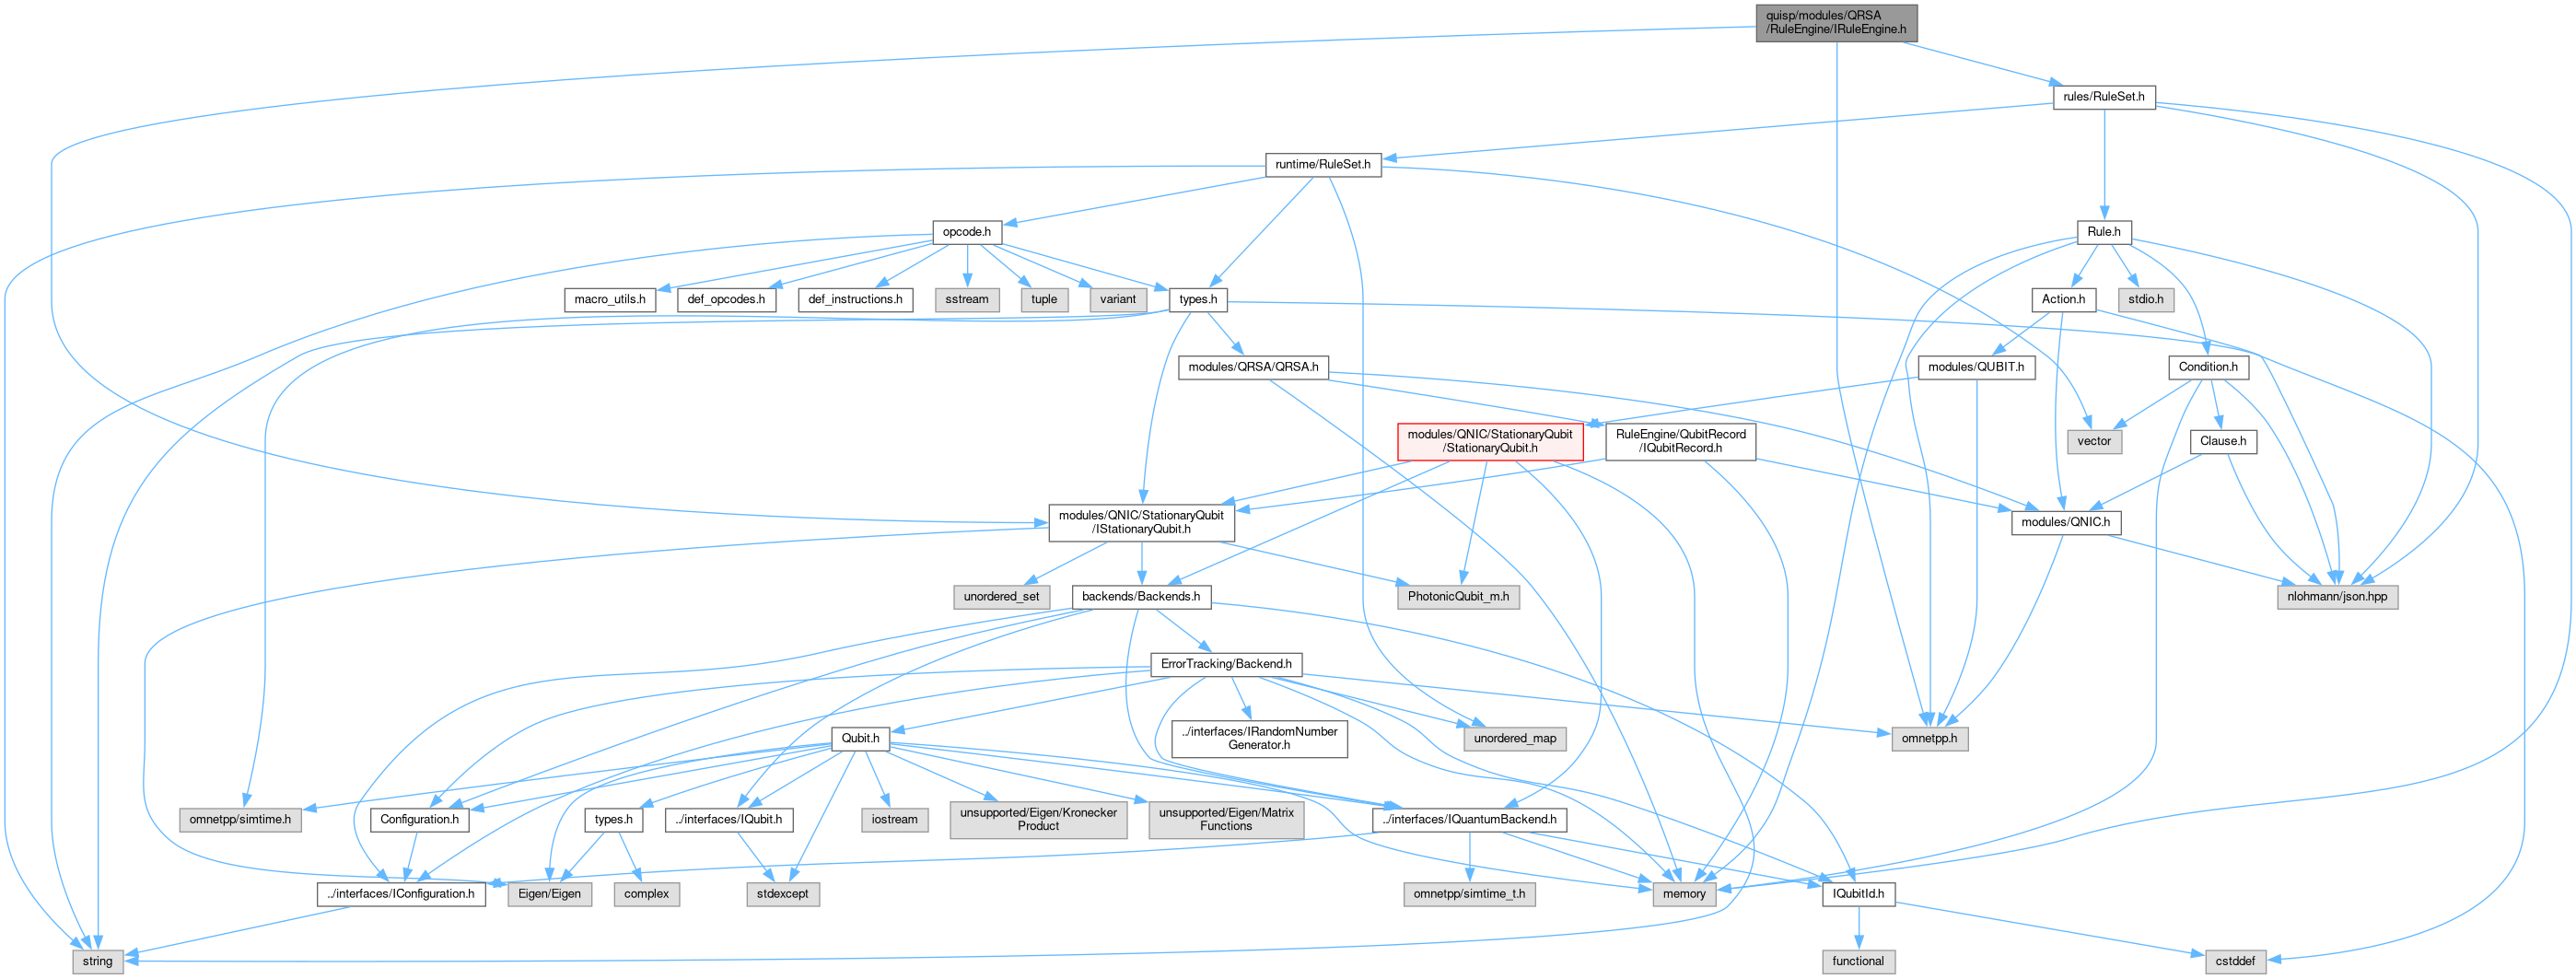 quisp/modules/QRSA
/RuleEngine/IRuleEngine.h
rules/RuleSet.h
runtime/RuleSet.h
opcode.h
Rule.h
macro_utils.h
def_opcodes.h
def_instructions.h
sstream
tuple
variant
types.h
Action.h
stdio.h
modules/QRSA/QRSA.h
modules/QUBIT.h
Condition.h
modules/QNIC/StationaryQubit
/StationaryQubit.h
RuleEngine/QubitRecord
/IQubitRecord.h
vector
Clause.h
modules/QNIC/StationaryQubit
/IStationaryQubit.h
modules/QNIC.h
unordered_set
backends/Backends.h
PhotonicQubit_m.h
nlohmann/json.hpp
ErrorTracking/Backend.h
Qubit.h
../interfaces/IRandomNumber
Generator.h
unordered_map
omnetpp.h
omnetpp/simtime.h
Configuration.h
types.h
../interfaces/IQubit.h
iostream
unsupported/Eigen/Kronecker
Product
unsupported/Eigen/Matrix
Functions
../interfaces/IQuantumBackend.h
../interfaces/IConfiguration.h
Eigen/Eigen
complex
stdexcept
omnetpp/simtime_t.h
memory
IQubitId.h
string
functional
cstddef